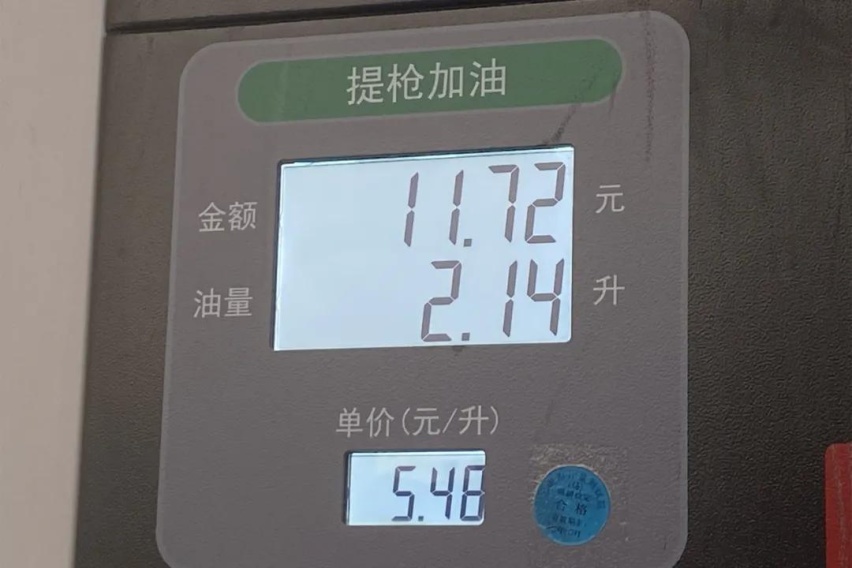 提枪加油
金额 11.72 元
油量 2.14 升
单价(元/升)
5.48
合格